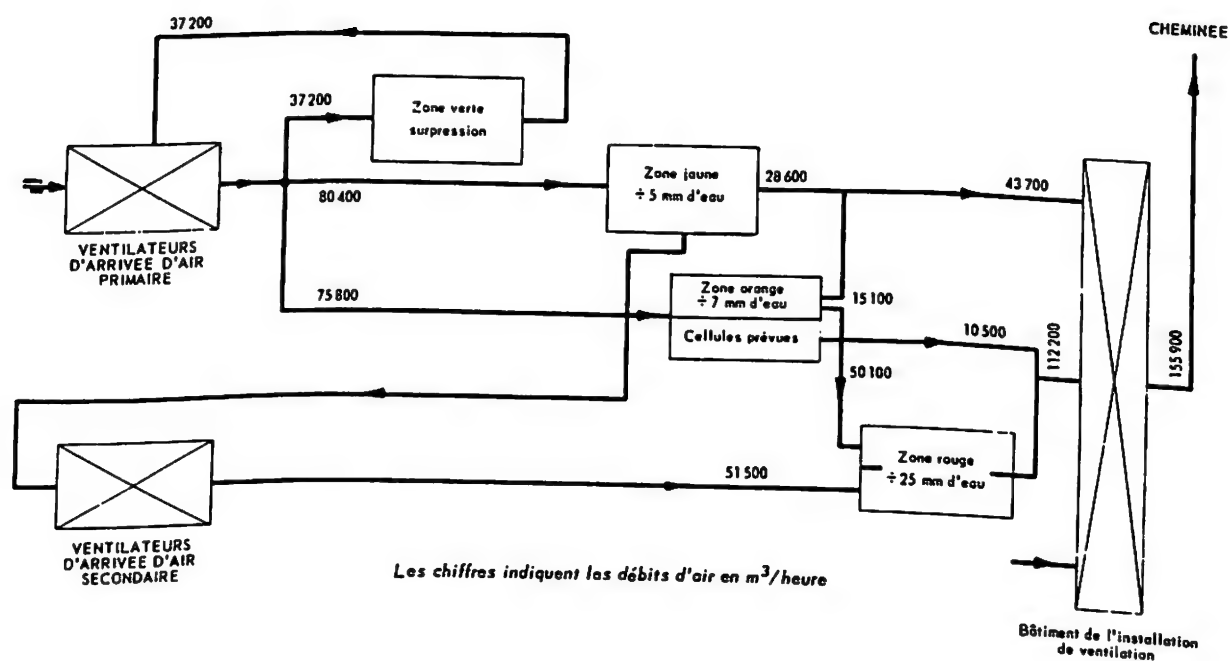 37 200
CHEMINEE
37 200
Zone verte
surpression
Zone jaune
÷ 5 mm d'eau
28 600
43 700
80 400
VENTILATEURS
D'ARRIVEE D'AIR
PRIMAIRE
75 800
Zone orange
÷ 7 mm d'eau
15 100
Cellules prévues
10 500
112 200
155 900
50 100
Zone rouge
÷ 25 mm d'eau
51 500
VENTILATEURS
D'ARRIVEE D'AIR
SECONDAIRE
Les chiffres indiquent les débits d'air en m³/heure
Bâtiment de l'installation
de ventilation